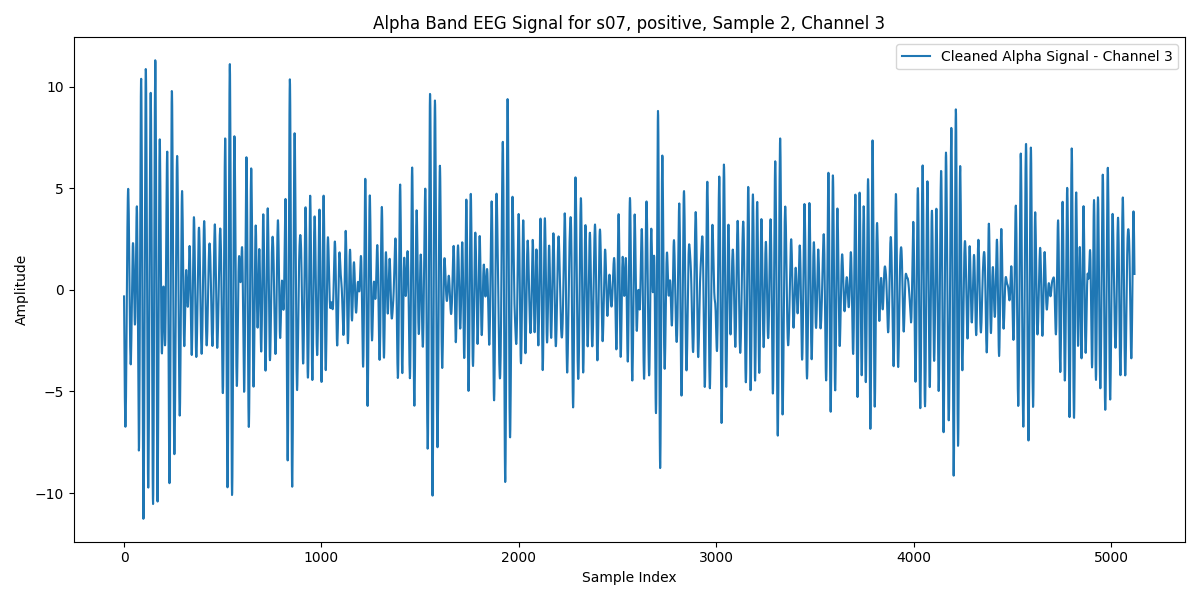 Alpha Band EEG Signal for s07, positive, Sample 2, Channel 3
Cleaned Alpha Signal - Channel 3
Amplitude
10
5
0
−5
−10
0 1000 2000 3000 4000 5000
Sample Index